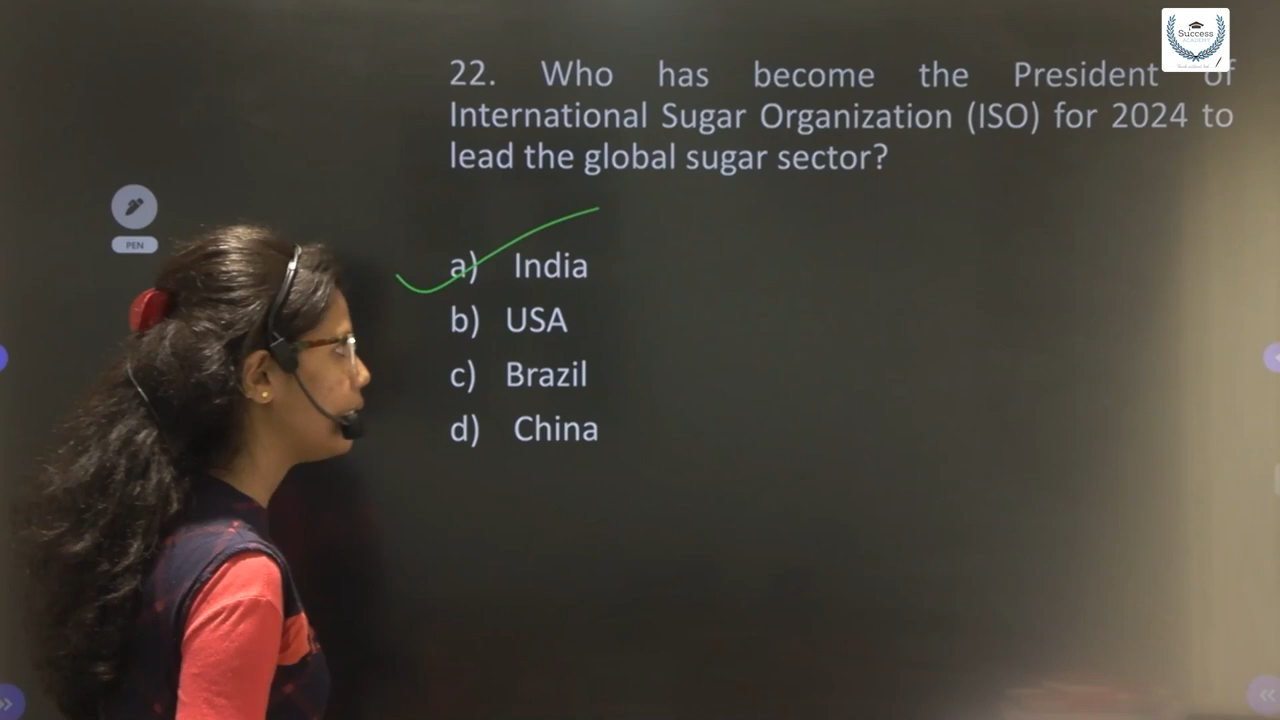 Success
ACADEMY
22. Who has become the President of
International Sugar Organization (ISO) for 2024 to
lead the global sugar sector?
PEN
a) India
b) USA
c) Brazil
d) China